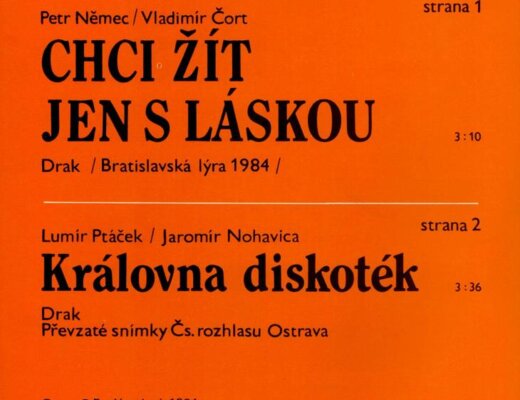 strana 1
Petr Němec / Vladimír Čort
CHCI ŽÍT
JEN S LÁSKOU
3:10
Drak / Bratislavská lýra 1984 /
strana 2
Lumír Ptáček / Jaromír Nohavica
Královna diskoték
3:36
Drak
Převzaté snímky Čs. rozhlasu Ostrava